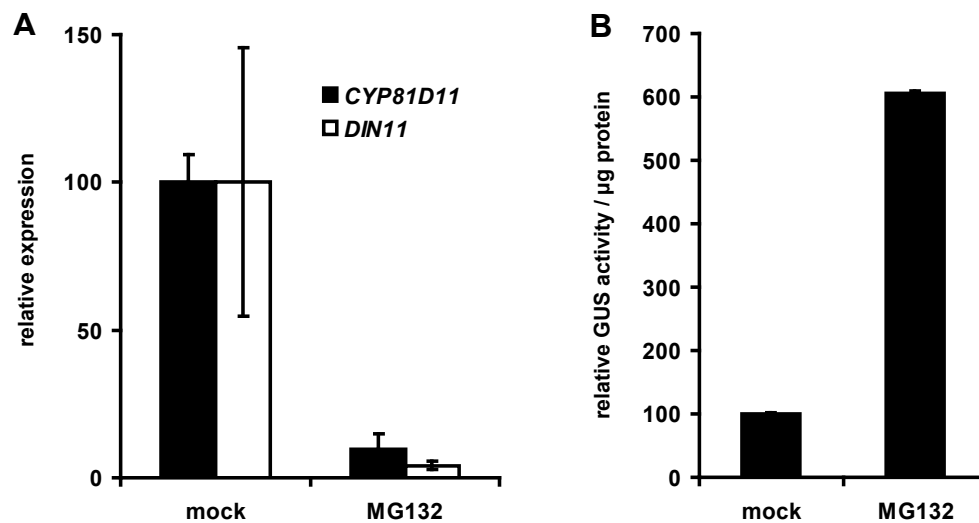 A
relative expression
150
100
50
0
CYP81D11
DIN11
mock
MG132
B
relative GUS activity / µg protein
700
600
500
400
300
200
100
0
mock
MG132